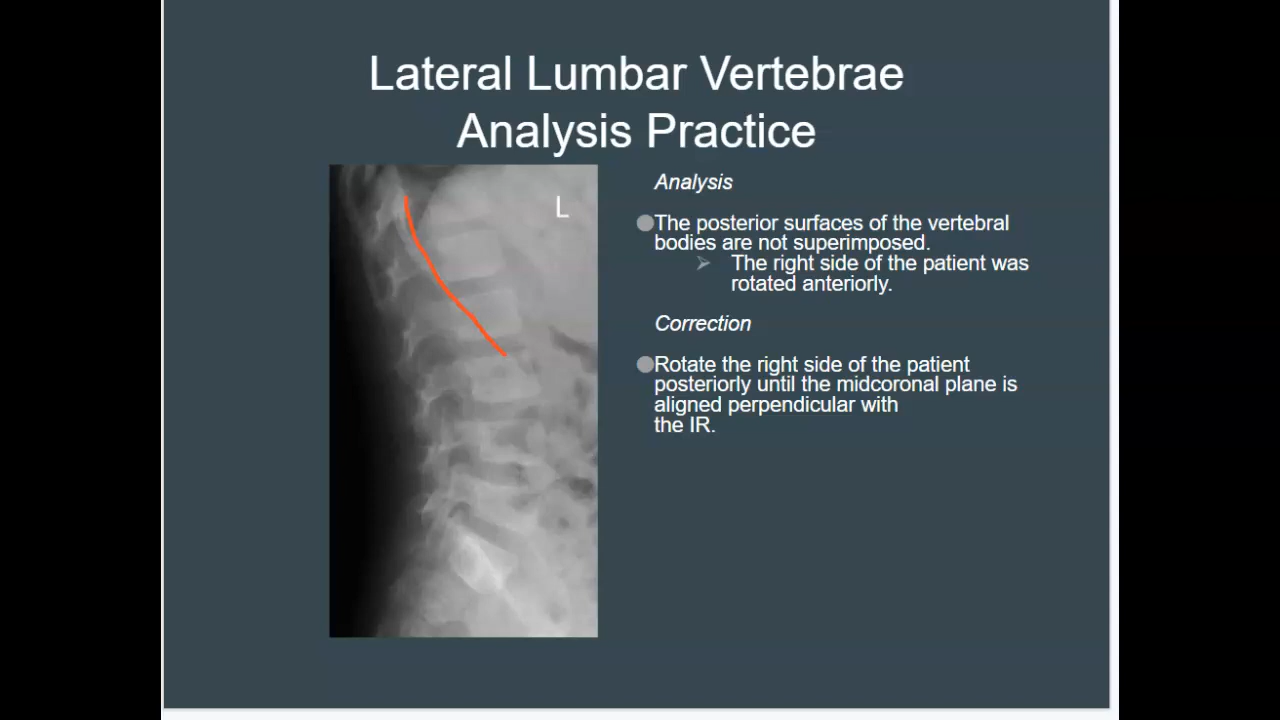 Lateral Lumbar Vertebrae
Analysis Practice
L
Analysis
The posterior surfaces of the vertebral
bodies are not superimposed.
The right side of the patient was
rotated anteriorly.
Correction
Rotate the right side of the patient
posteriorly until the midcoronal plane is
aligned perpendicular with
the IR.